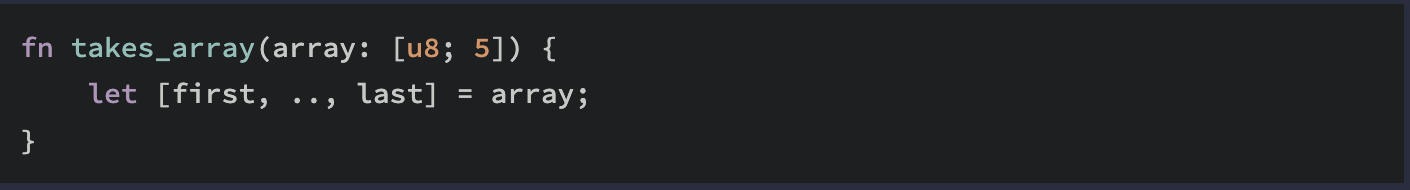 fn takes_array(array: [u8; 5]) {
    let [first, .., last] = array;
}